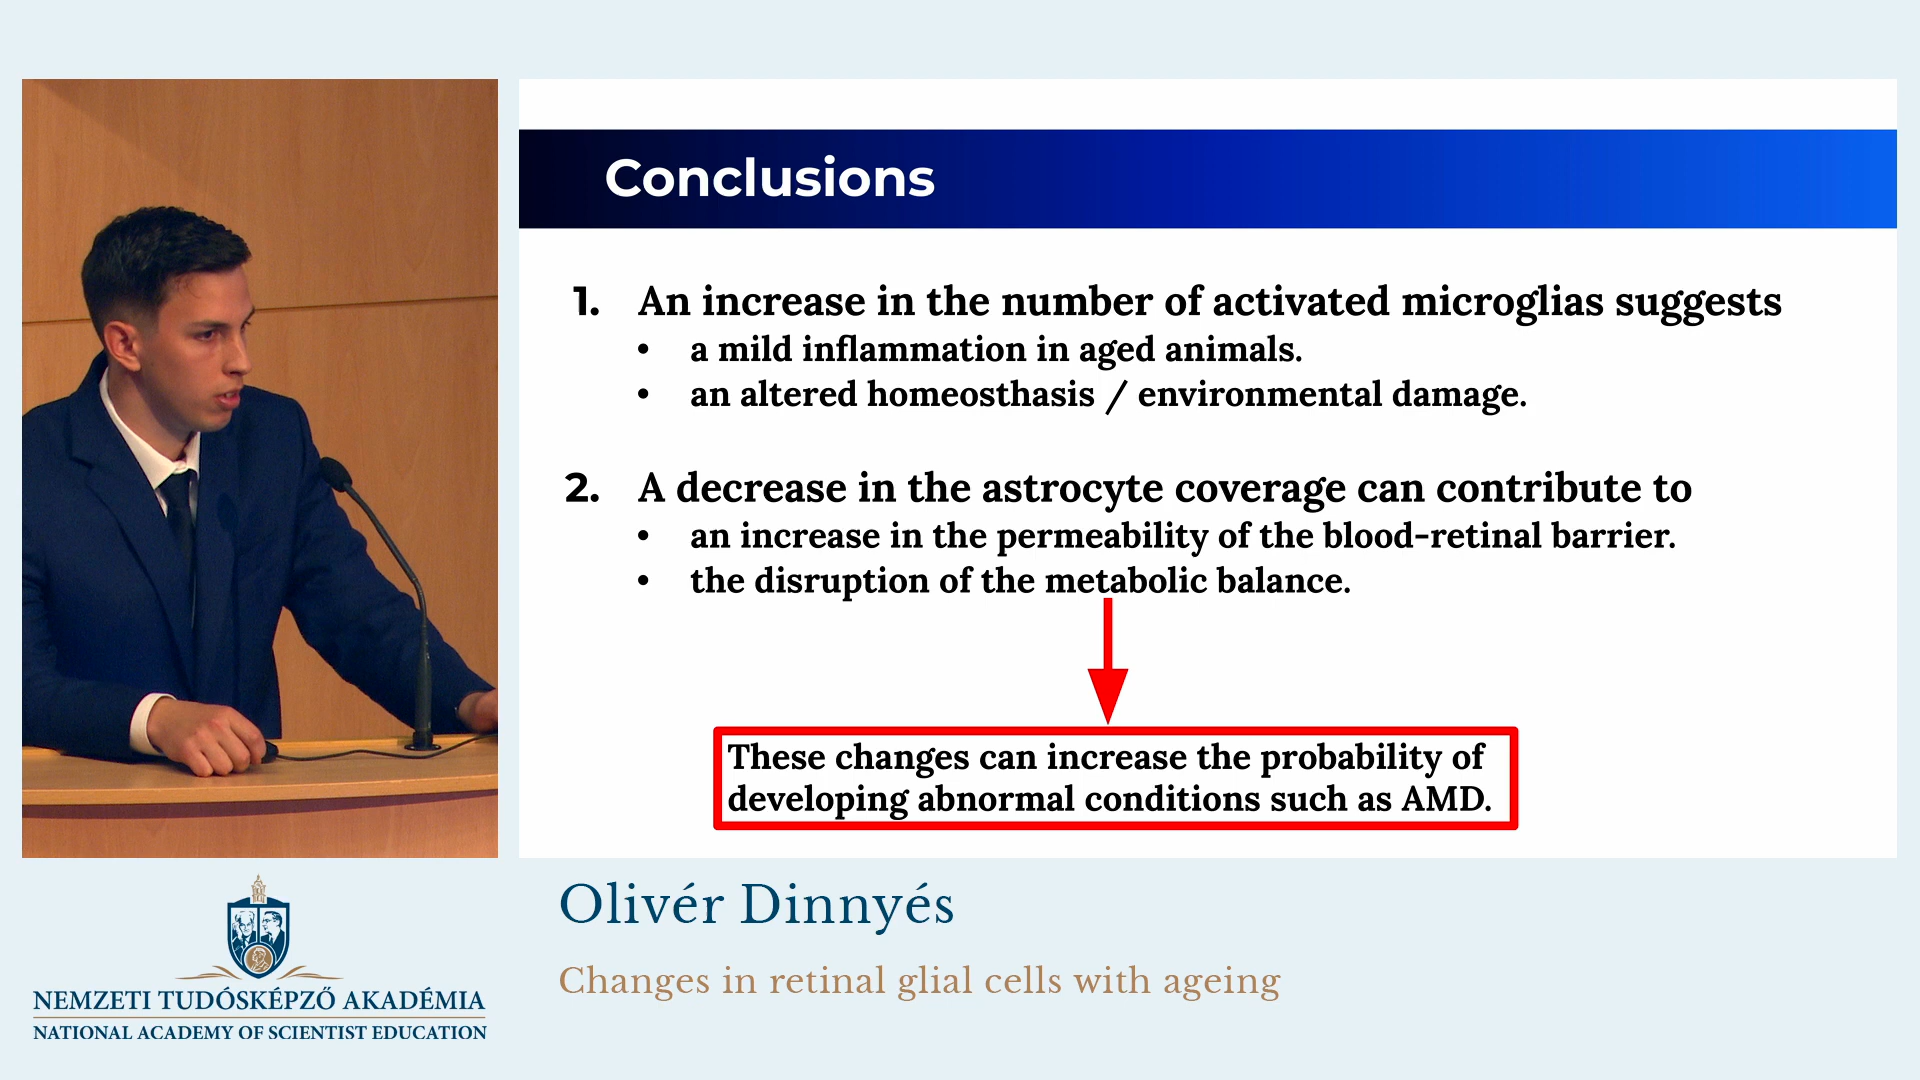 Conclusions
1. An increase in the number of activated microglias suggests
• a mild inflammation in aged animals.
• an altered homeosthasis / environmental damage.
2. A decrease in the astrocyte coverage can contribute to
• an increase in the permeability of the blood-retinal barrier.
• the disruption of the metabolic balance.
These changes can increase the probability of
developing abnormal conditions such as AMD.
Olivér Dinnyés
Changes in retinal glial cells with ageing
NEMZETI TUDÓSKÉPZŐ AKADÉMIA
NATIONAL ACADEMY OF SCIENTIST EDUCATION